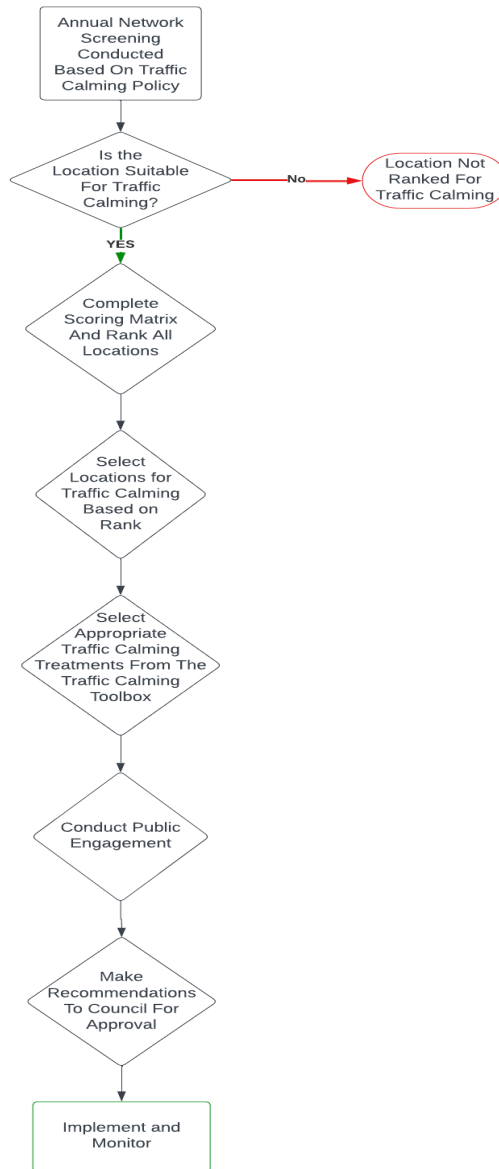 Annual Network
Screening
Conducted
Based On Traffic
Calming Policy
Is the
Location Suitable
For Traffic
Calming?
No
Location Not
Ranked For
Traffic Calming
YES
Complete
Scoring Matrix
And Rank All
Locations
Select
Locations for
Traffic Calming
Based on
Rank
Select
Appropriate
Traffic Calming
Treatments From The
Traffic Calming
Toolbox
Conduct Public
Engagement
Make
Recommendations
To Council For
Approval
Implement and
Monitor